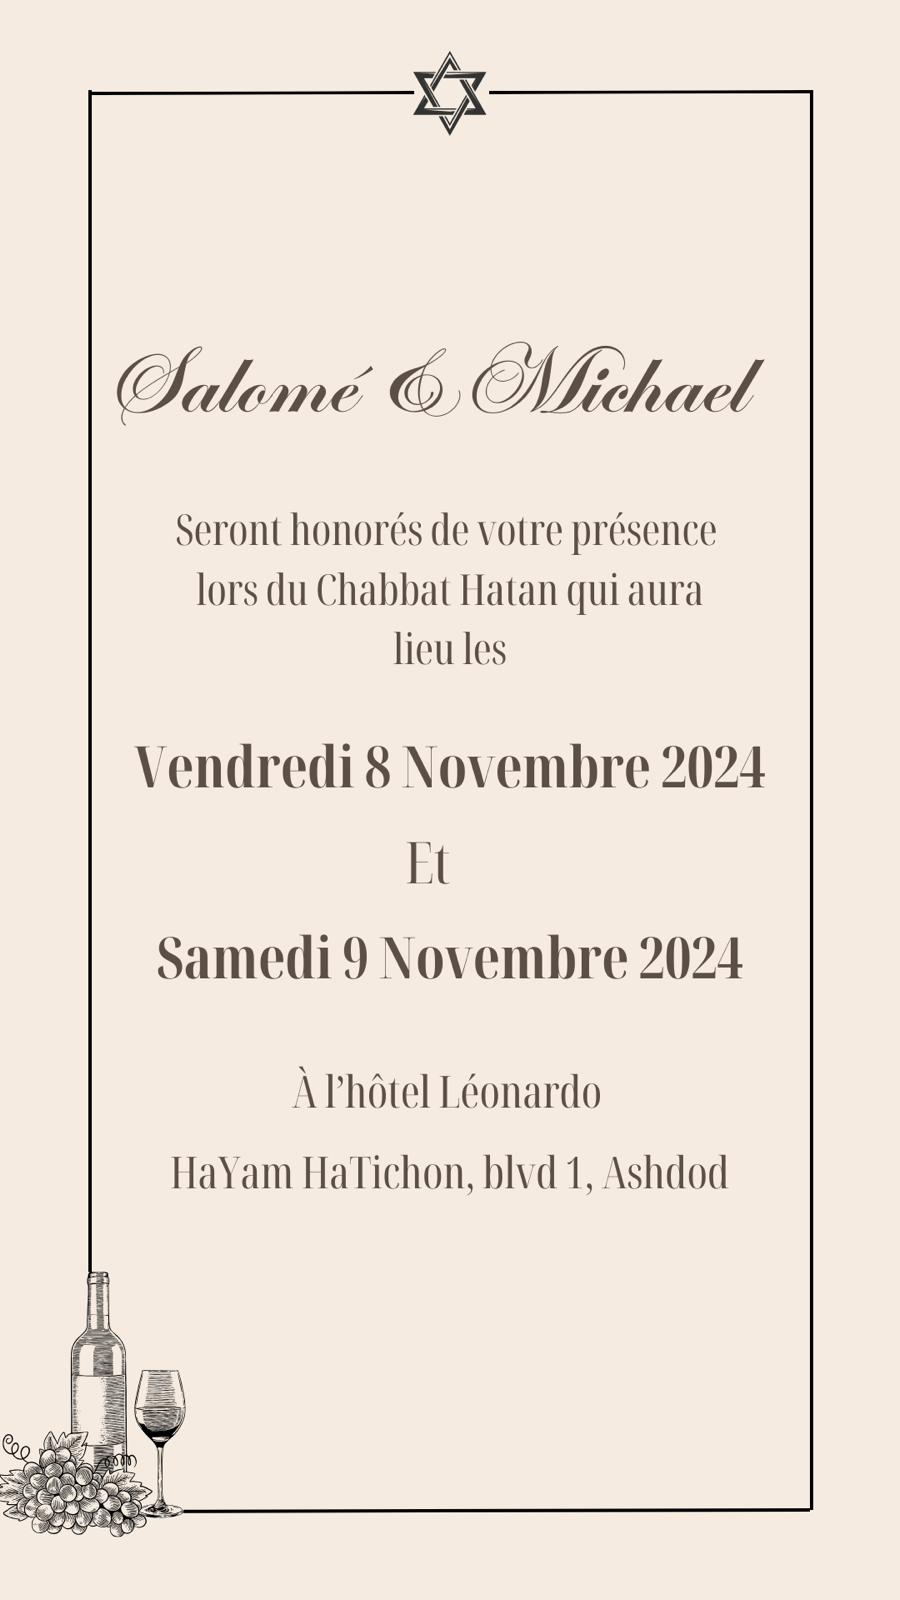 Salomé & Michael
Seront honorés de votre présence
lors du Chabbat Hatan qui aura
lieu les
Vendredi 8 Novembre 2024
Et
Samedi 9 Novembre 2024
À l’hôtel Léonardo
HaYam HaTichon, blvd 1, Ashdod